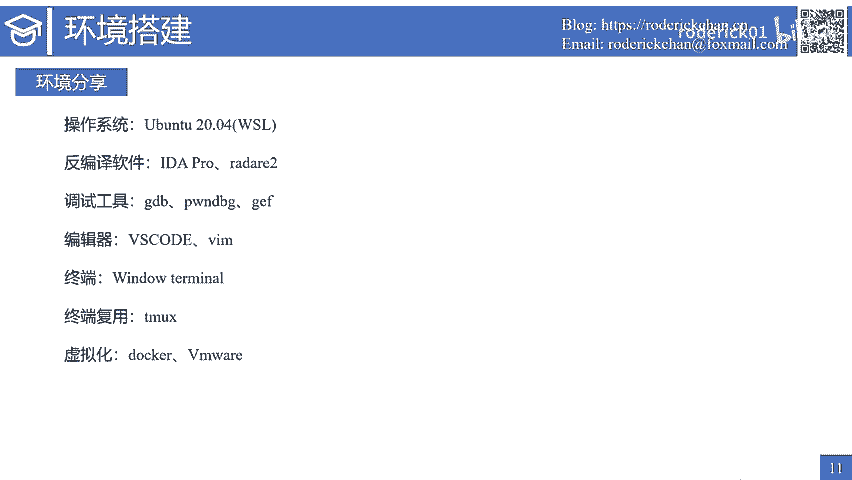 环境搭建
Blog: https://roderickchan.cn
roderick01
Email: roderickchan@foxmail.com
环境分享
操作系统：Ubuntu 20.04(WSL)
反编译软件：IDA Pro、radare2
调试工具：gdb、pwndbg、gef
编辑器：VSCODE、vim
终端：Window terminal
终端复用：tmux
虚拟化：docker、Vmware
11